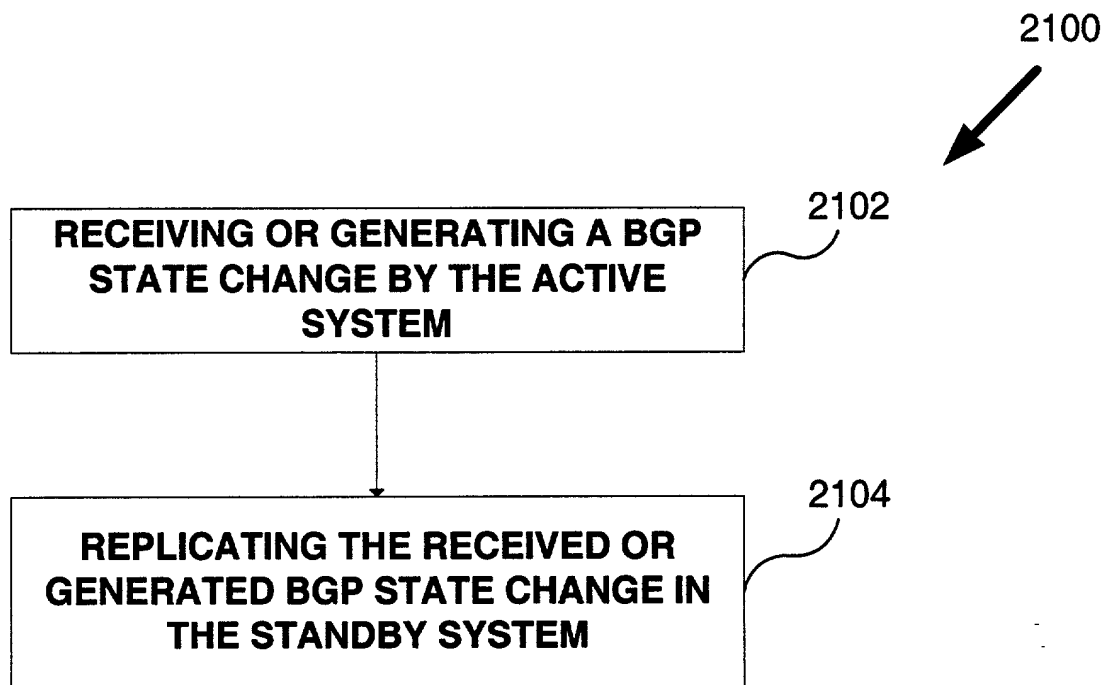 2100
2102
RECEIVING OR GENERATING A BGP
STATE CHANGE BY THE ACTIVE
SYSTEM
2104
REPLICATING THE RECEIVED OR
GENERATED BGP STATE CHANGE IN
THE STANDBY SYSTEM